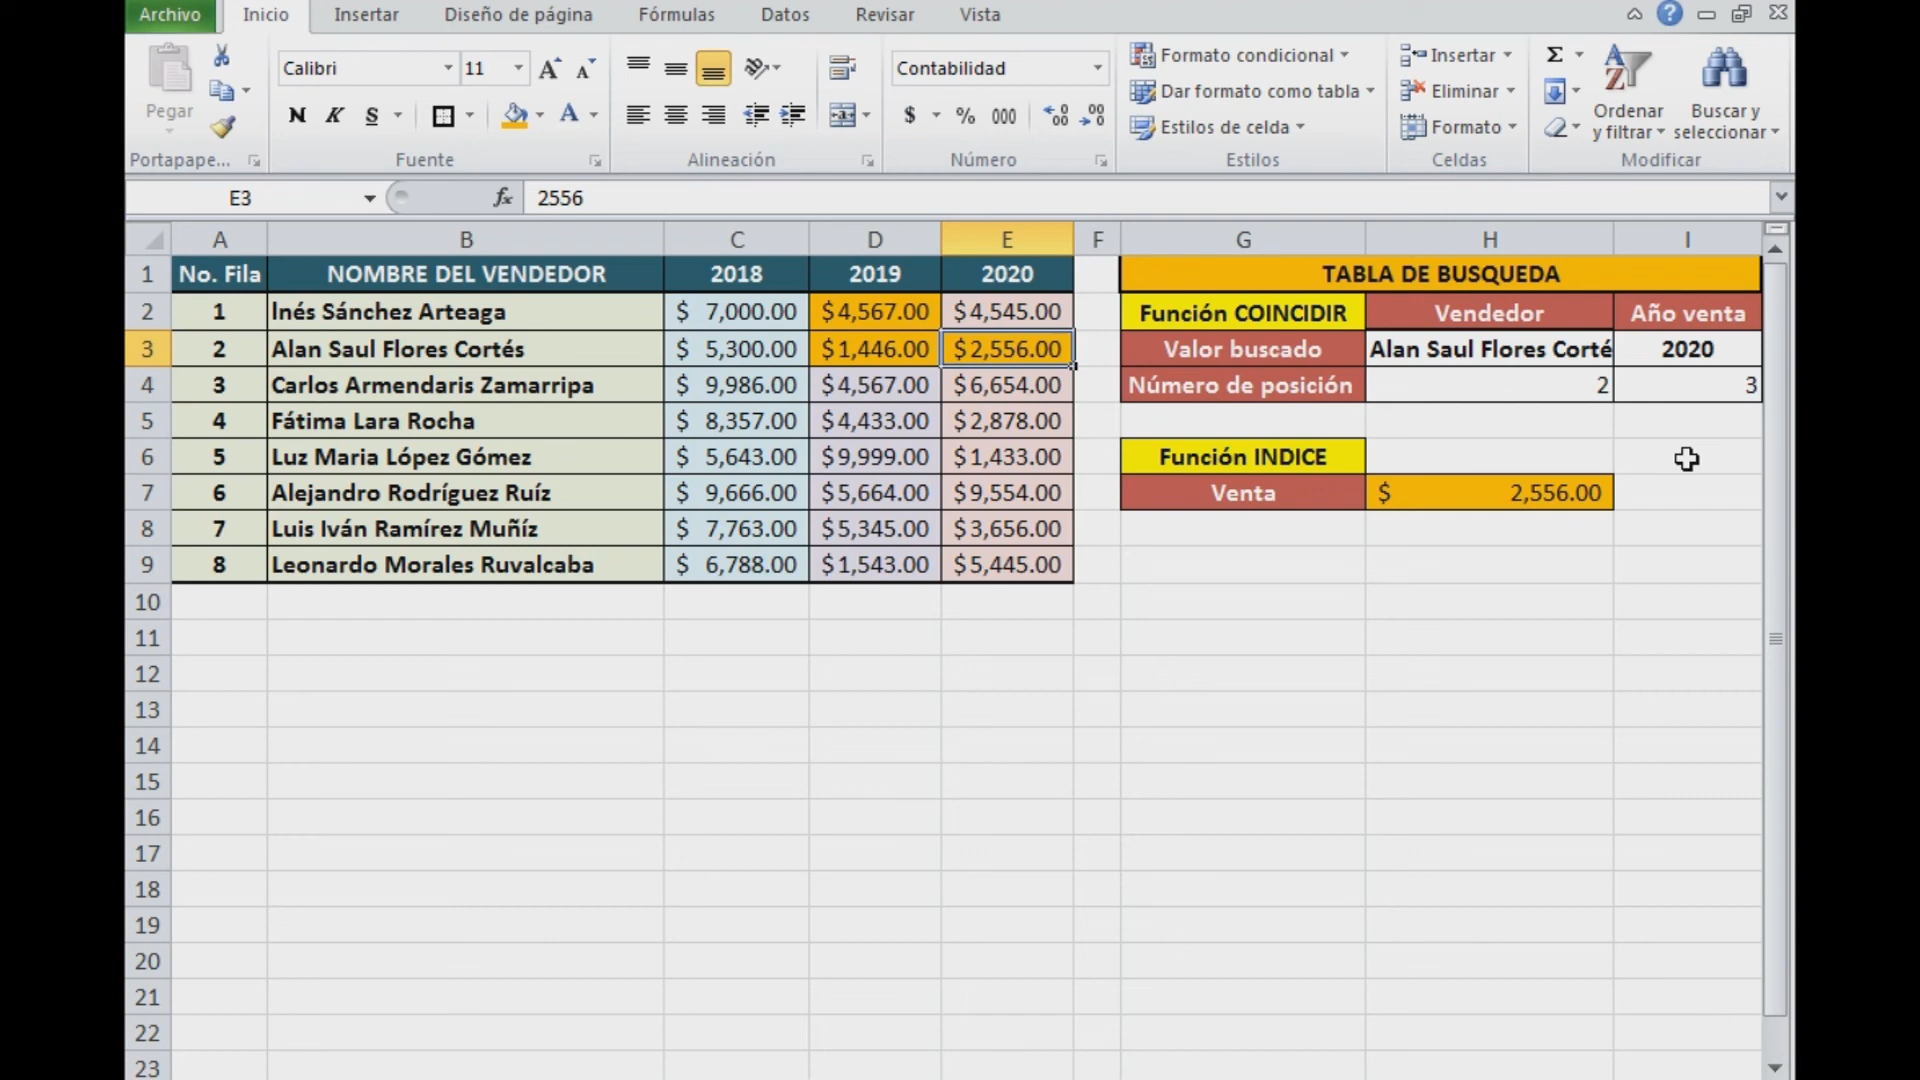 Archivo Inicio Insertar Diseño de página Fórmulas Datos Revisar Vista
Pegar
Portapape...
Calibri 11
N K S
Fuente
Alineación
Contabilidad
$ % 000
Número
Formato condicional
Dar formato como tabla
Estilos de celda
Estilos
Insertar
Eliminar
Formato
Celdas
Σ
Ordenar y filtrar
Buscar y seleccionar
Modificar
E3 fx 2556
A B C D E F G H I
1 No. Fila NOMBRE DEL VENDEDOR 2018 2019 2020 TABLA DE BUSQUEDA
2 1 Inés Sánchez Arteaga $ 7,000.00 $4,567.00 $4,545.00 Función COINCIDIR Vendedor Año venta
3 2 Alan Saul Flores Cortés $ 5,300.00 $1,446.00 $2,556.00 Valor buscado Alan Saul Flores Corté 2020
4 3 Carlos Armendaris Zamarripa $ 9,986.00 $4,567.00 $6,654.00 Número de posición 2 3
5 4 Fátima Lara Rocha $ 8,357.00 $4,433.00 $2,878.00
6 5 Luz Maria López Gómez $ 5,643.00 $9,999.00 $1,433.00 Función INDICE
7 6 Alejandro Rodríguez Ruíz $ 9,666.00 $5,664.00 $9,554.00 Venta $ 2,556.00
8 7 Luis Iván Ramírez Muñíz $ 7,763.00 $5,345.00 $3,656.00
9 8 Leonardo Morales Ruvalcaba $ 6,788.00 $1,543.00 $5,445.00
10
11
12
13
14
15
16
17
18
19
20
21
22
23